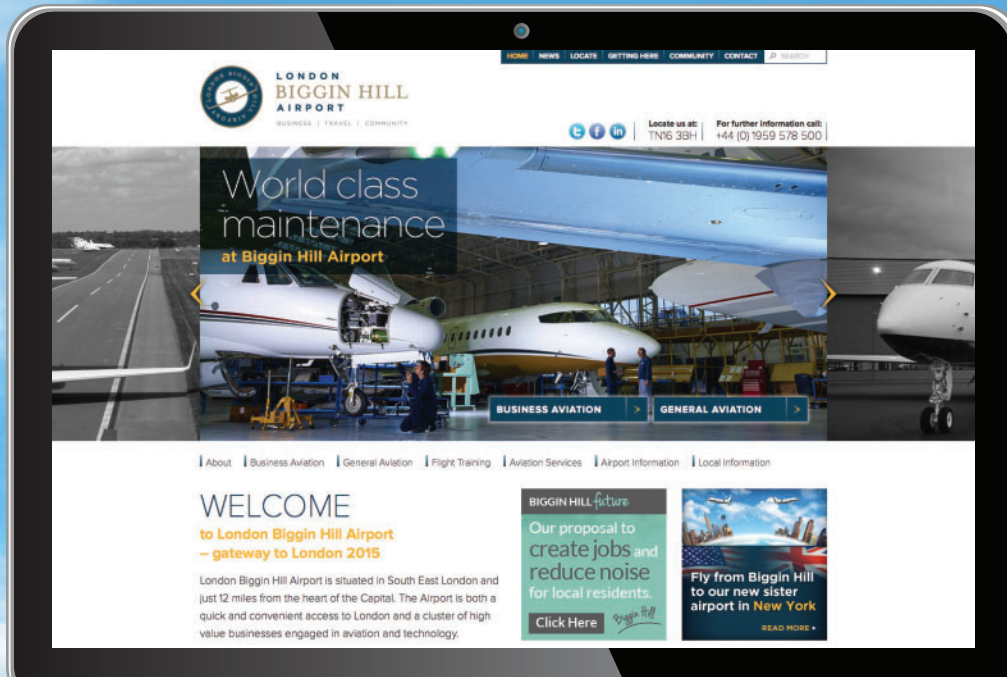 HOME NEWS LOCATE GETTING HERE COMMUNITY CONTACT SEARCH
LONDON BIGGIN HILL AIRPORT
LONDON
BIGGIN HILL
AIRPORT
BUSINESS | TRAVEL | COMMUNITY
Locate us at:
TN16 3BH
For further information call:
+44 (0) 1959 578 500
World class
maintenance
at Biggin Hill Airport
BUSINESS AVIATION >
GENERAL AVIATION >
About Business Aviation General Aviation Flight Training Aviation Services Airport Information Local Information
WELCOME
to London Biggin Hill Airport
– gateway to London 2015
London Biggin Hill Airport is situated in South East London and
just 12 miles from the heart of the Capital. The Airport is both a
quick and convenient access to London and a cluster of high
value businesses engaged in aviation and technology.
BIGGIN HILL future
Our proposal to
create jobs and
reduce noise
for local residents.
Click Here
Biggin Hill
Fly from Biggin Hill
to our new sister
airport in New York
READ MORE